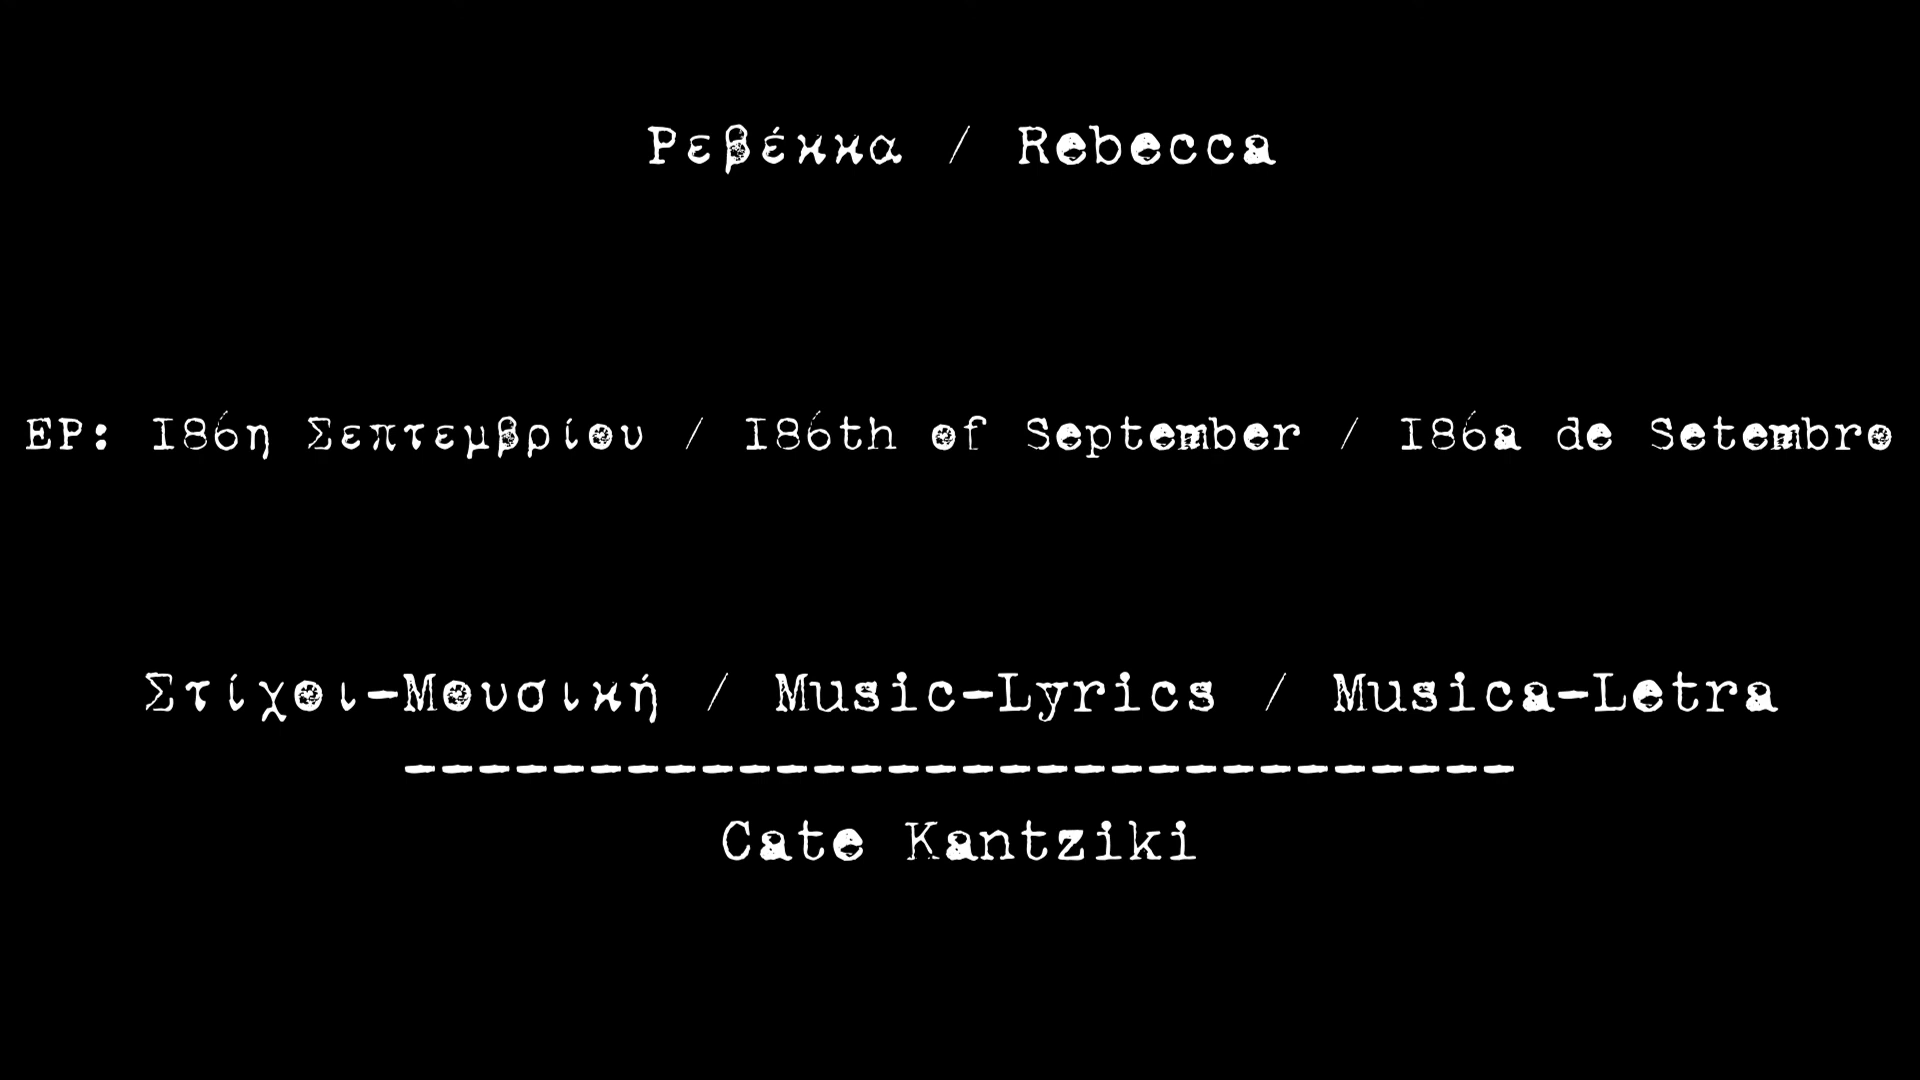 Ρεβέκκα / Rebecca
EP: 186η Σεπτεμβρίου / 186th of September / 186a de Setembro
Στίχοι-Μουσική / Music-Lyrics / Musica-Letra
------------------------------
Cate Kantziki